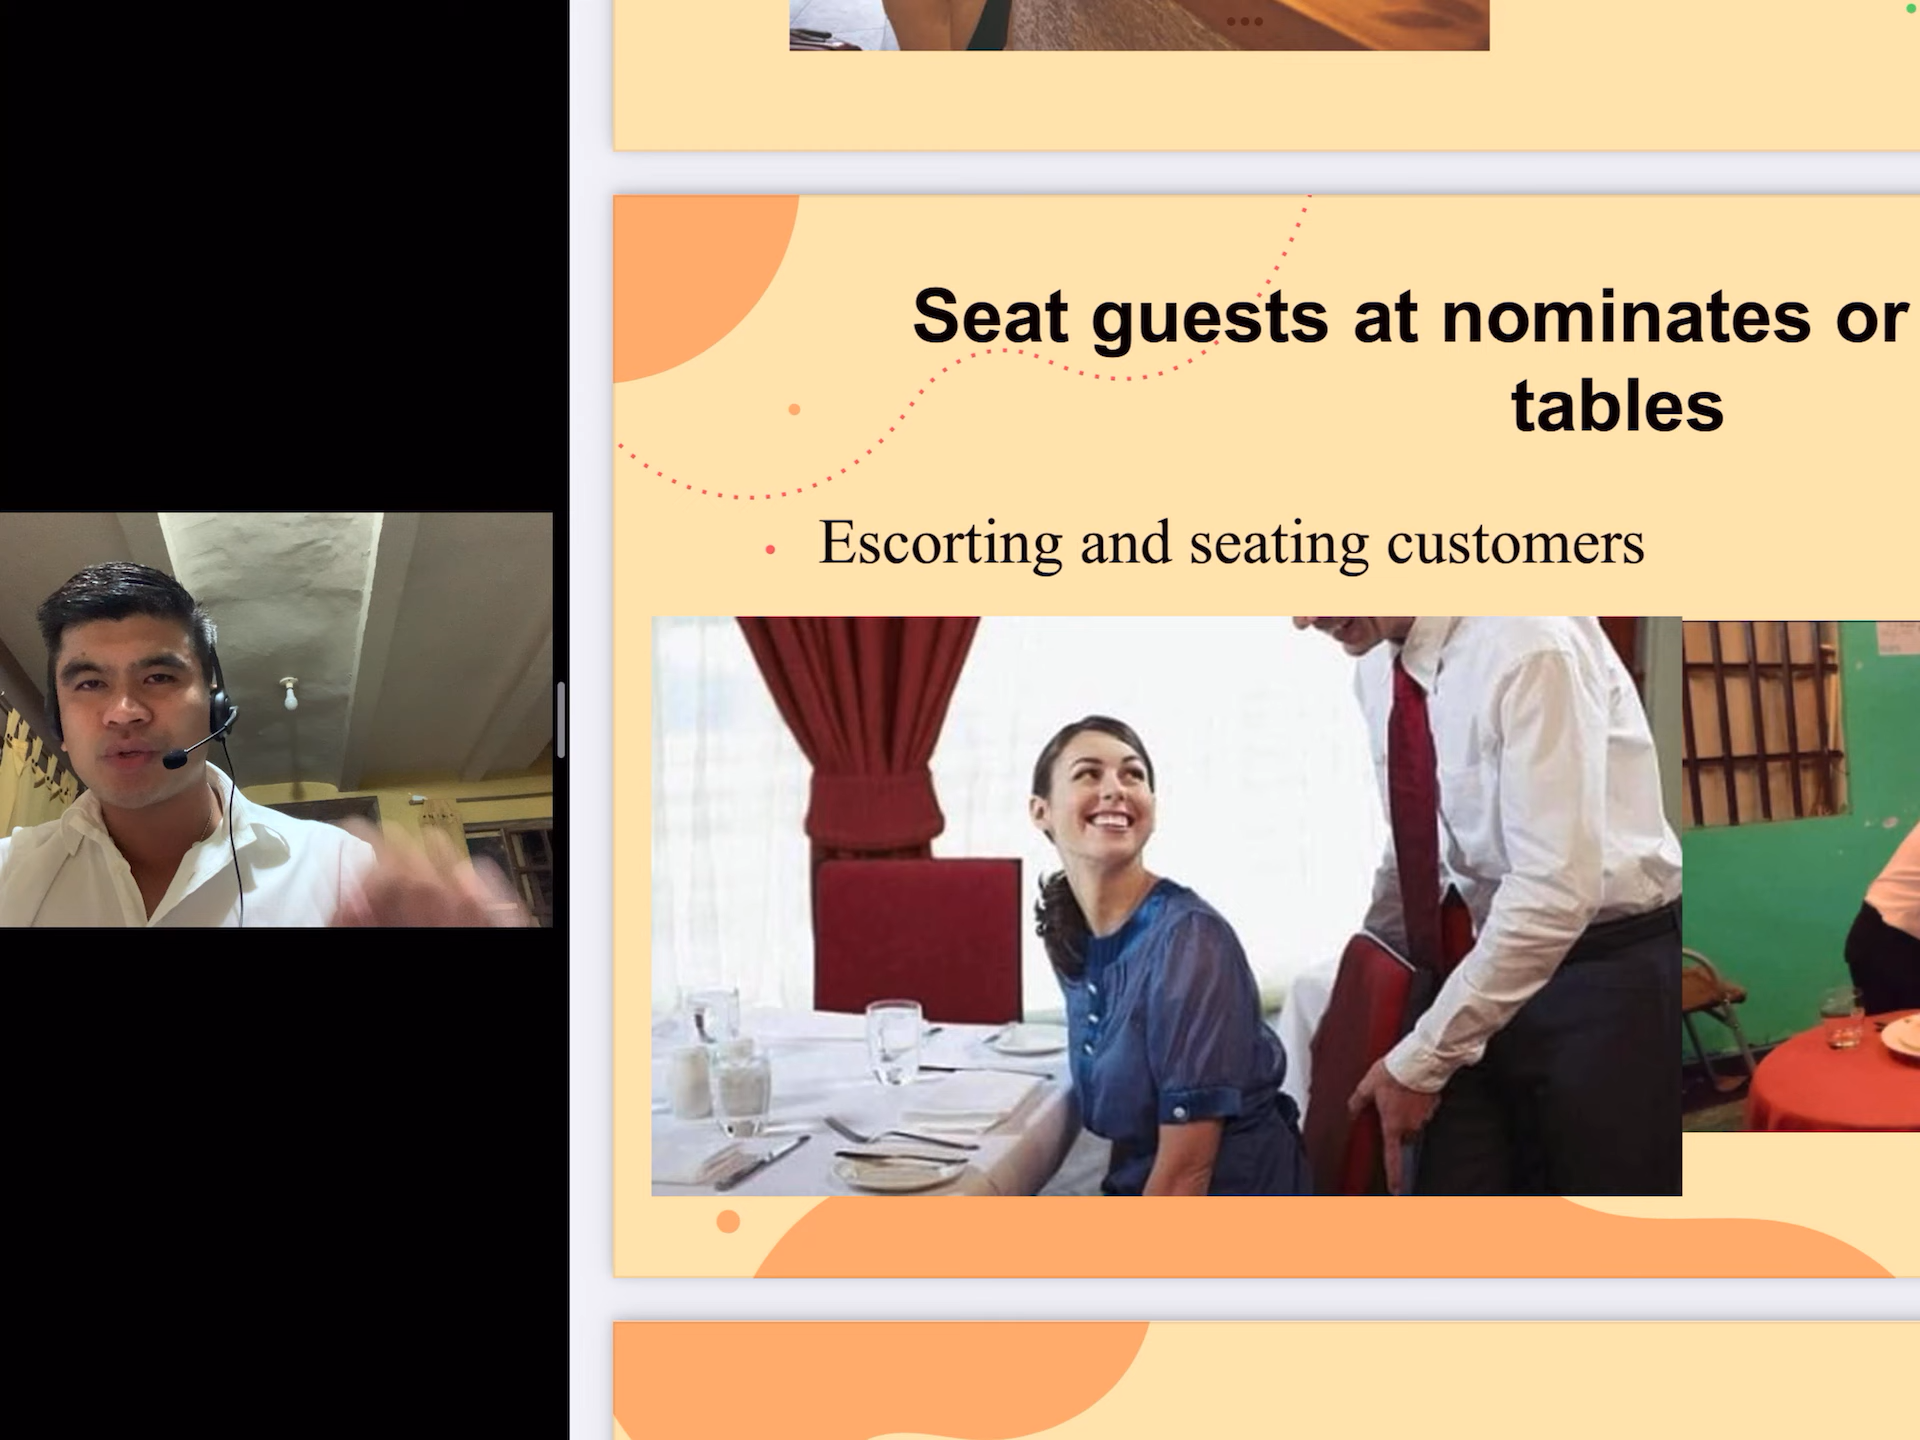 Seat guests at nominates or
tables
Escorting and seating customers